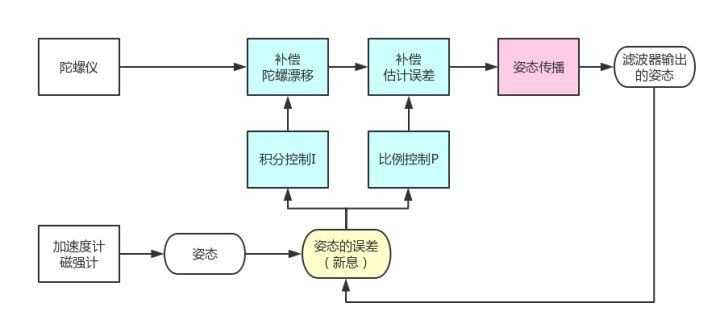 陀螺仪
补偿
陀螺漂移
补偿
估计误差
姿态传播
滤波器输出
的姿态
积分控制I
比例控制P
加速度计
磁强计
姿态
姿态的误差
（新息）